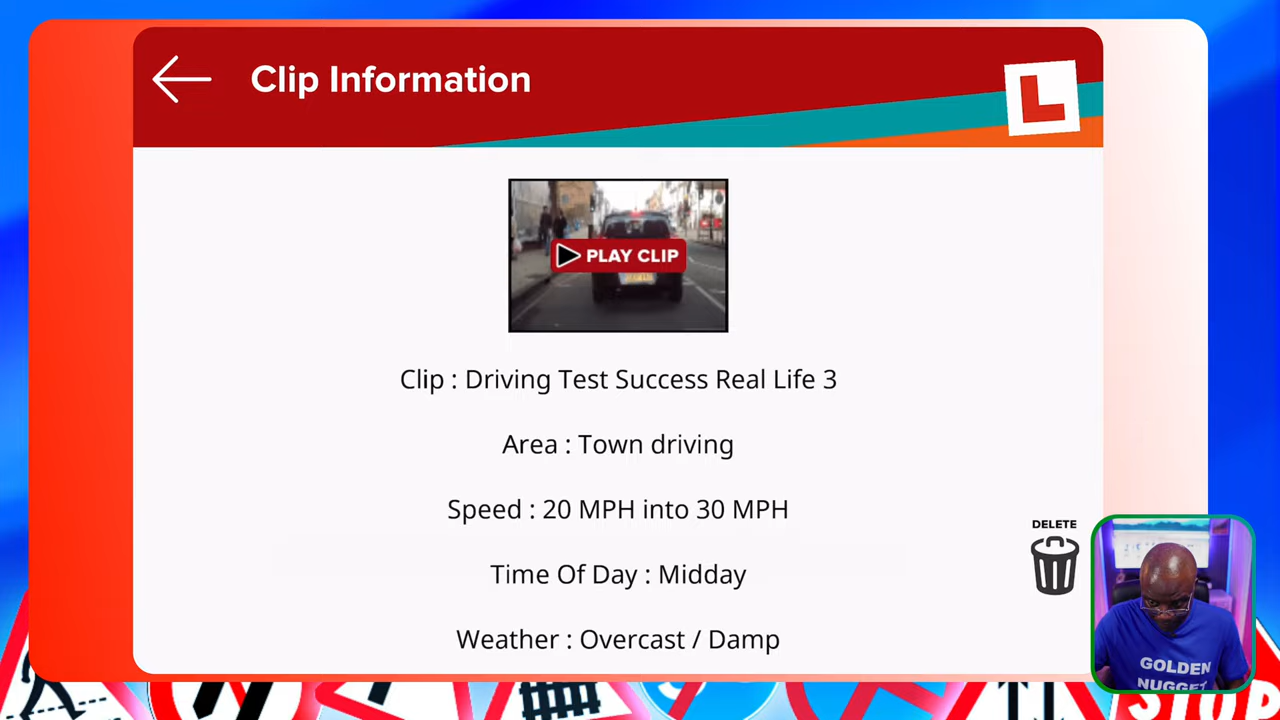 Clip Information
L
PLAY CLIP
Clip : Driving Test Success Real Life 3
Area : Town driving
Speed : 20 MPH into 30 MPH
Time Of Day : Midday
Weather : Overcast / Damp
DELETE
GOLDEN
NUGGET
STOP